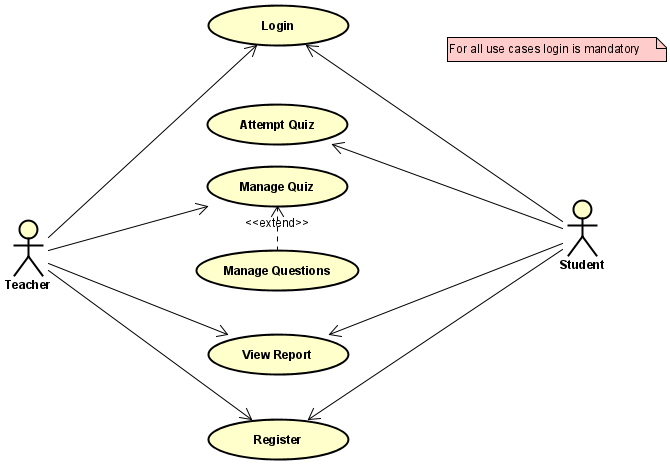 Login
For all use cases login is mandatory
Attempt Quiz
Manage Quiz
<<extend>>
Manage Questions
Teacher
Student
View Report
Register